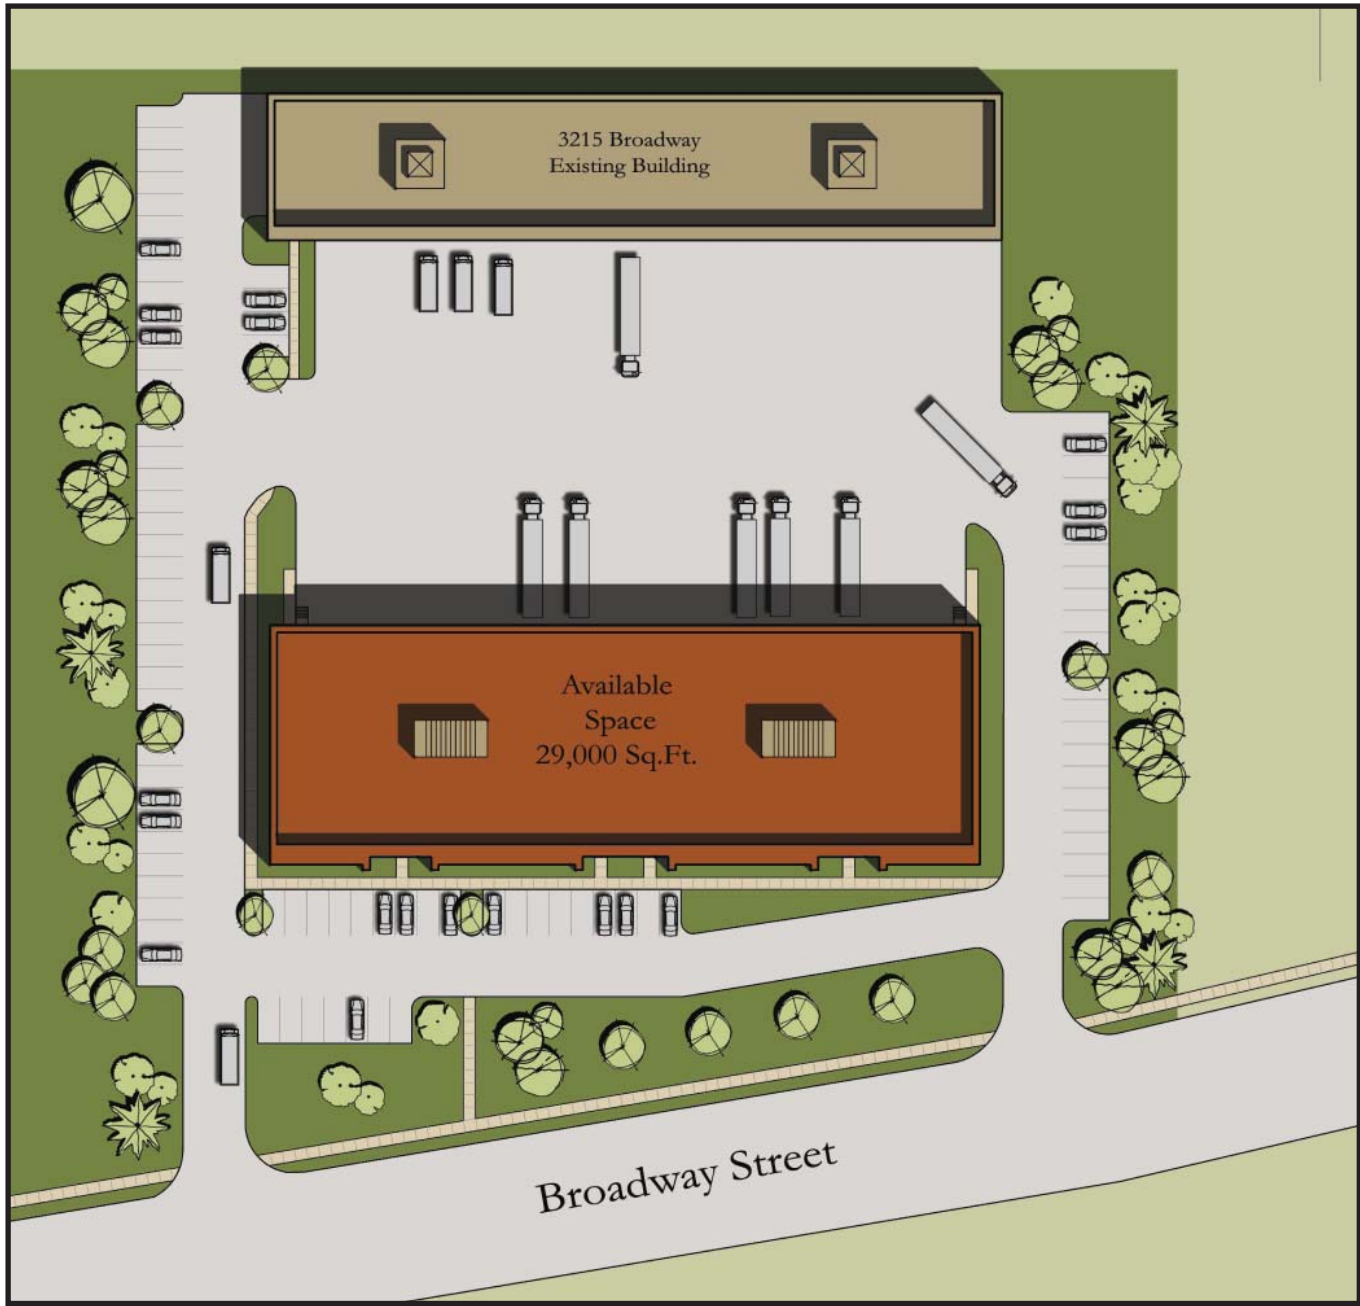 3215 Broadway
Existing Building
Available
Space
29,000 Sq.Ft.
Broadway Street